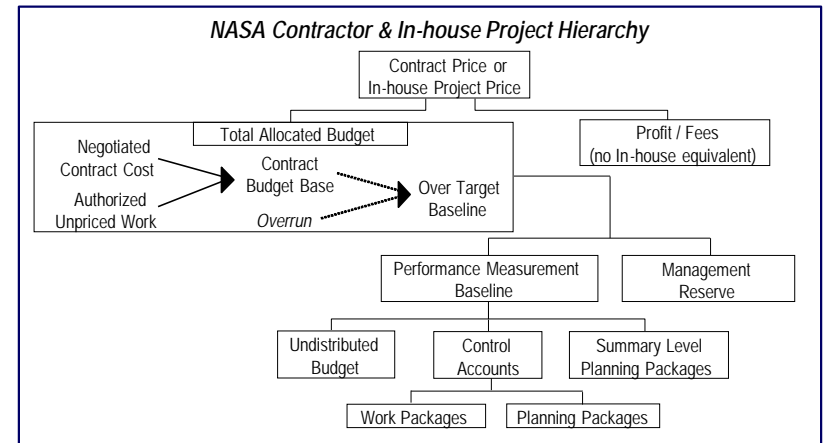 NASA Contractor & In-house Project Hierarchy
Contract Price or
In-house Project Price
Total Allocated Budget
Profit / Fees
(no In-house equivalent)
Negotiated
Contract Cost
Contract
Budget Base
Over Target
Baseline
Authorized
Unpriced Work
Overrun
Performance Measurement
Baseline
Management
Reserve
Undistributed
Budget
Control
Accounts
Summary Level
Planning Packages
Work Packages
Planning Packages